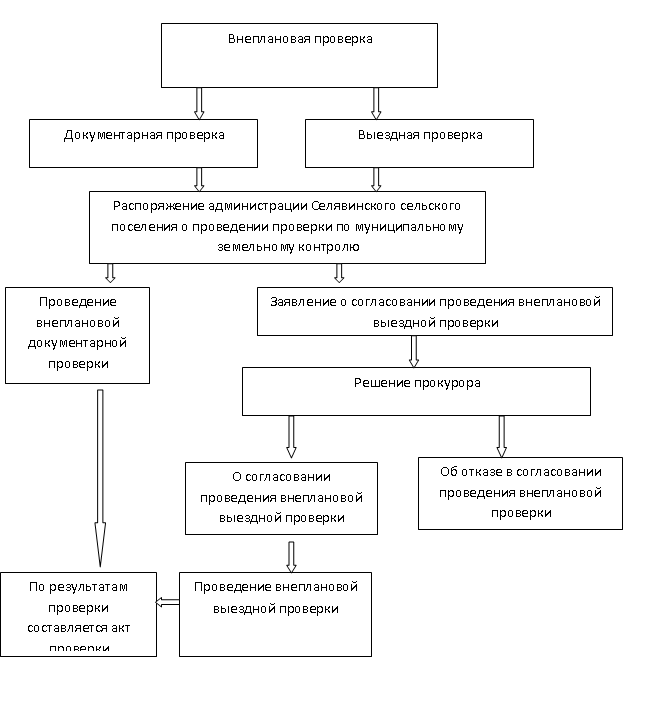 Внеплановая проверка
Документарная проверка
Выездная проверка
Распоряжение администрации Селявинского сельского
поселения о проведении проверки по муниципальному
земельному контролю
Проведение
внеплановой
документарной
проверки
Заявление о согласовании проведения внеплановой
выездной проверки
Решение прокурора
О согласовании
проведения внеплановой
выездной проверки
Об отказе в согласовании
проведения внеплановой
проверки
По результатам
проверки
составляется акт
проверки
Проведение внеплановой
выездной проверки